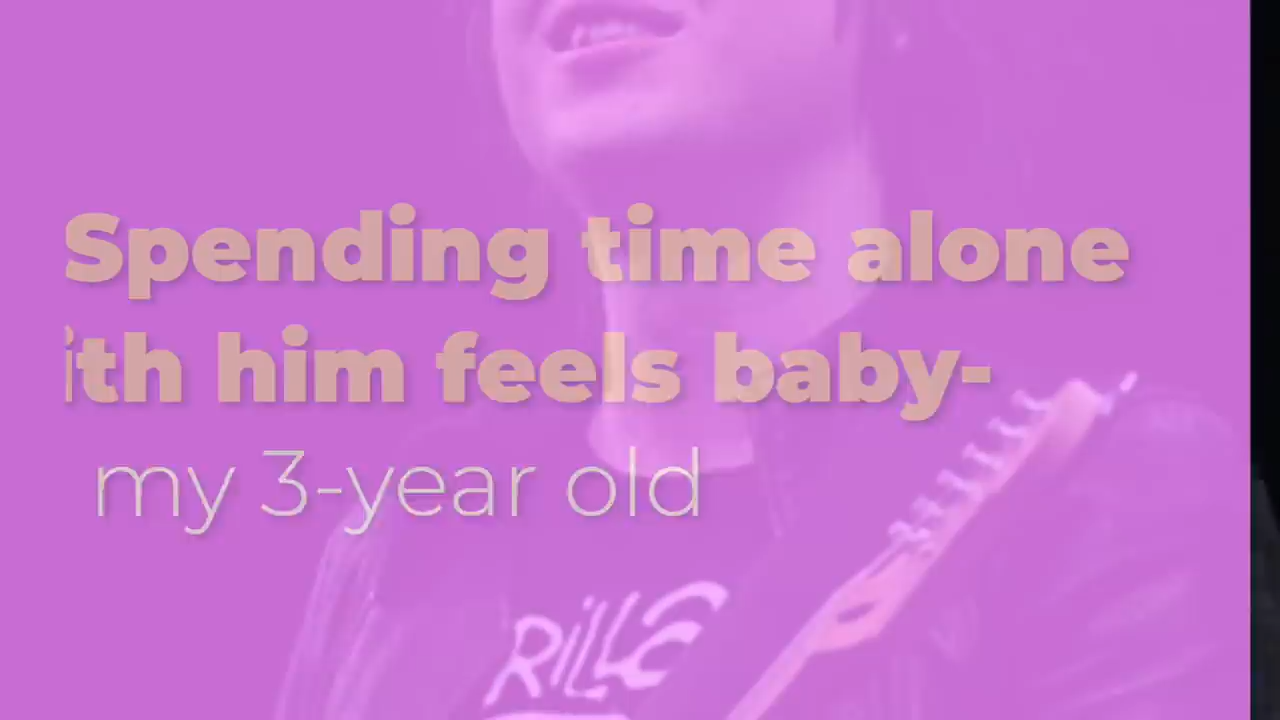 Spending time alone
ith him feels baby-
my 3-year old
RiLLE